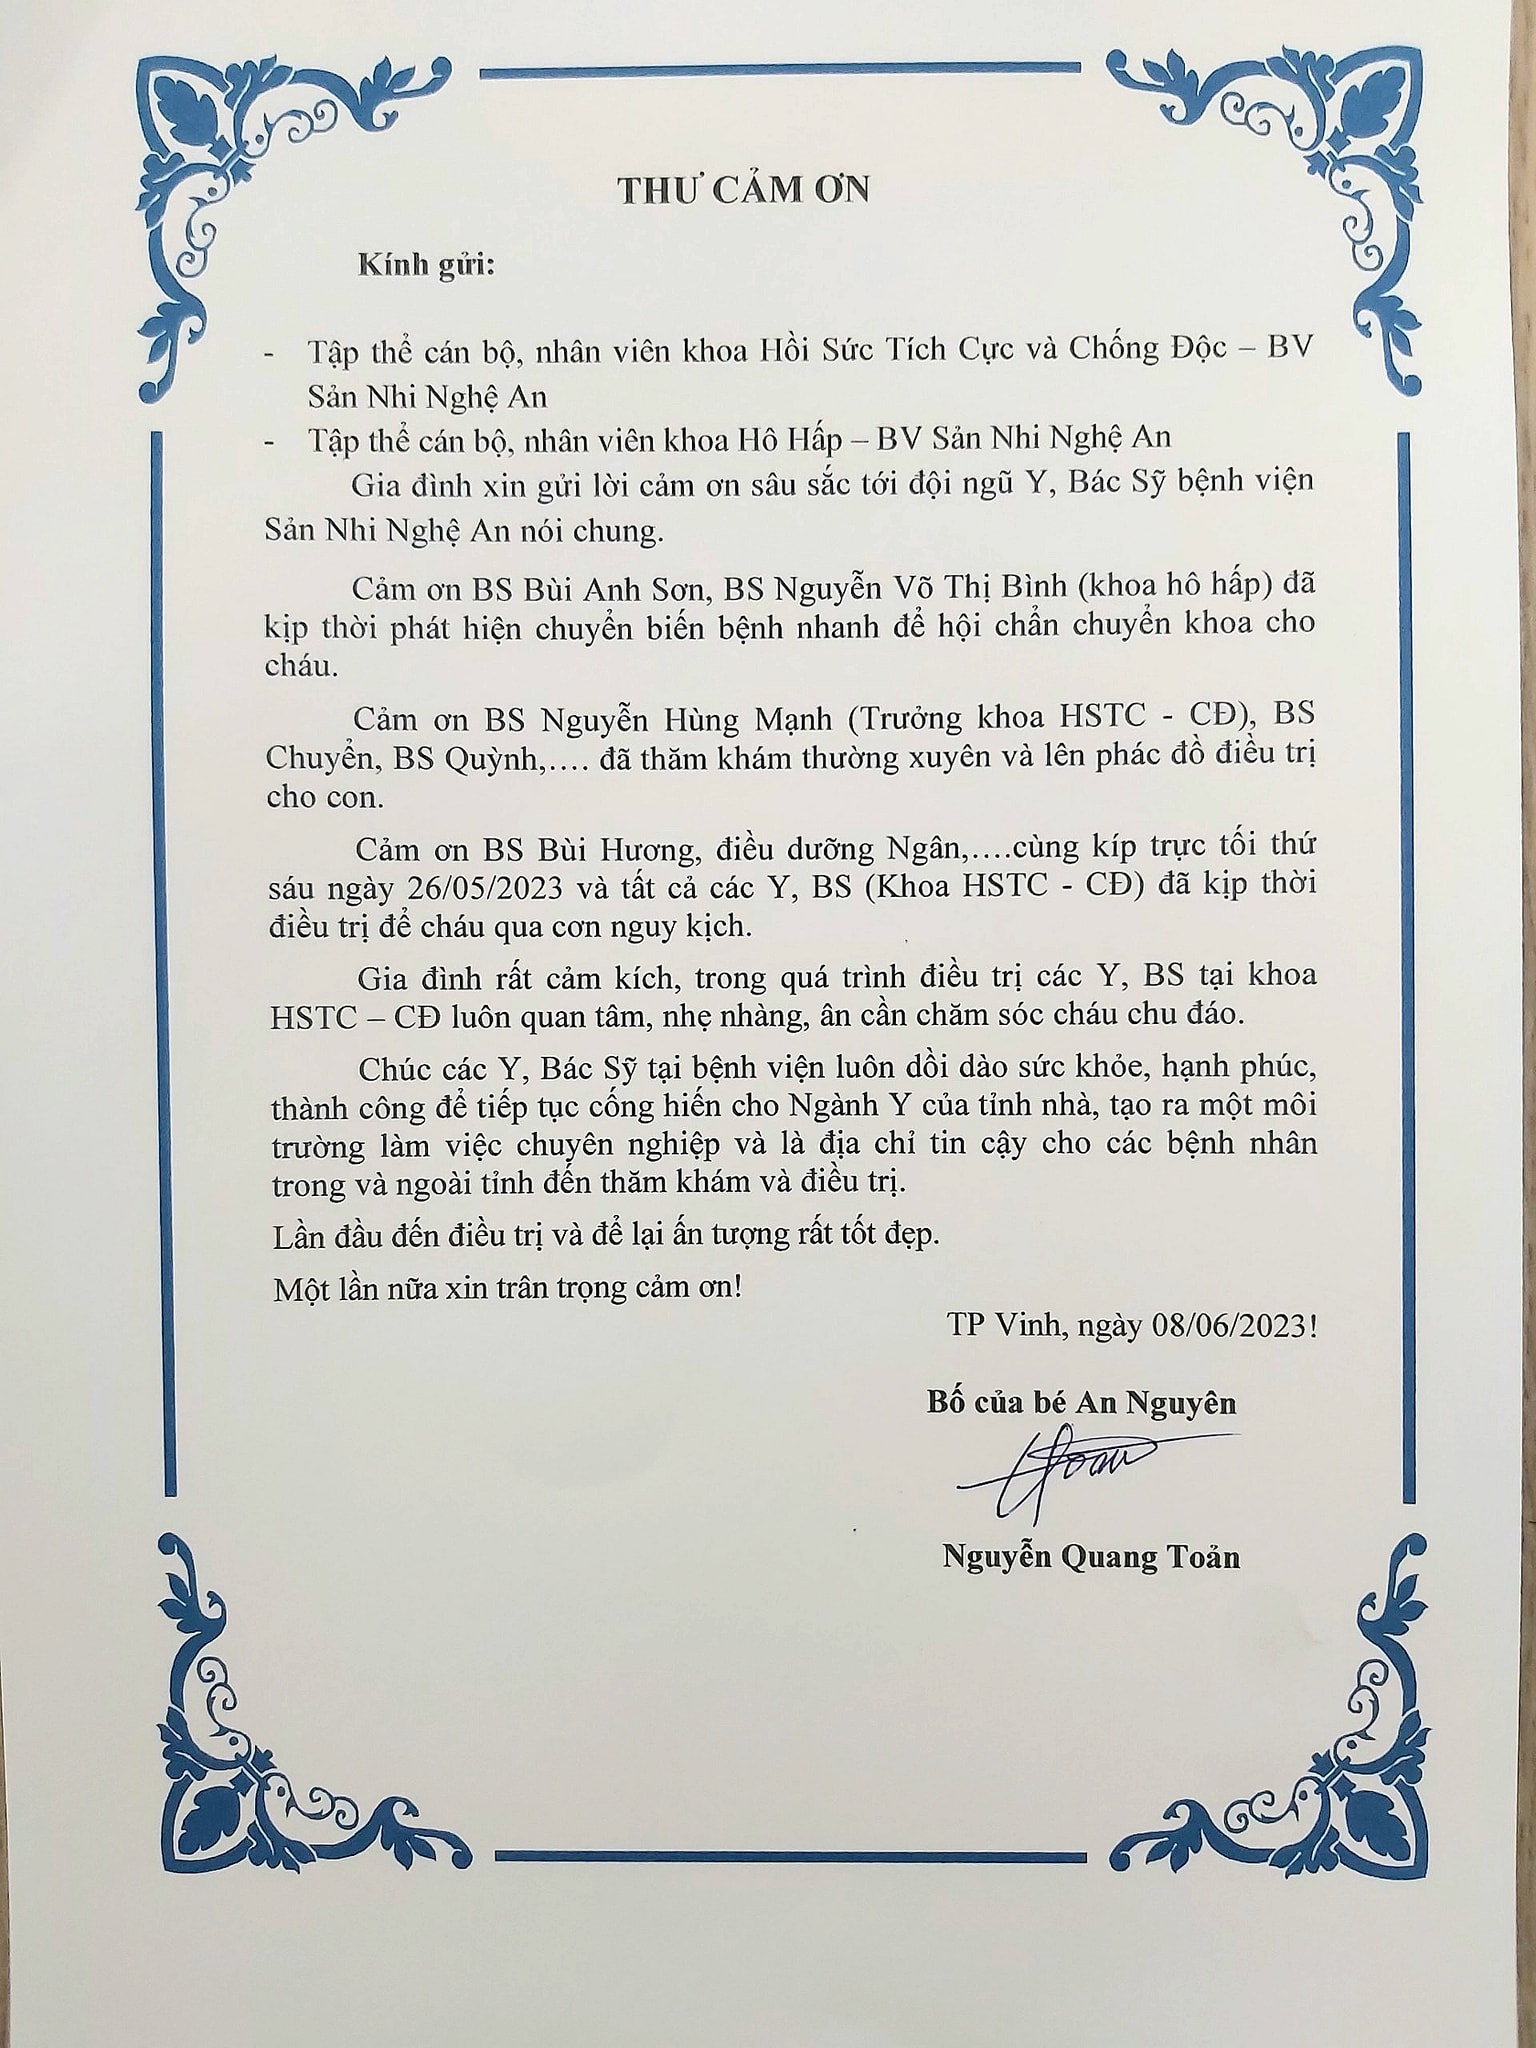 THƯ CẢM ƠN
Kính gửi:
- Tập thể cán bộ, nhân viên khoa Hồi Sức Tích Cực và Chống Độc – BV
Sản Nhi Nghệ An
- Tập thể cán bộ, nhân viên khoa Hô Hấp – BV Sản Nhi Nghệ An
Gia đình xin gửi lời cảm ơn sâu sắc tới đội ngũ Y, Bác Sỹ bệnh viện
Sản Nhi Nghệ An nói chung.
Cảm ơn BS Bùi Anh Sơn, BS Nguyễn Võ Thị Bình (khoa hô hấp) đã
kịp thời phát hiện chuyển biến bệnh nhanh để hội chẩn chuyển khoa cho
cháu.
Cảm ơn BS Nguyễn Hùng Mạnh (Trưởng khoa HSTC - CĐ), BS
Chuyển, BS Quỳnh,.... đã thăm khám thường xuyên và lên phác đồ điều trị
cho con.
Cảm ơn BS Bùi Hương, điều dưỡng Ngân,....cùng kíp trực tối thứ
sáu ngày 26/05/2023 và tất cả các Y, BS (Khoa HSTC - CĐ) đã kịp thời
điều trị để cháu qua cơn nguy kịch.
Gia đình rất cảm kích, trong quá trình điều trị các Y, BS tại khoa
HSTC – CĐ luôn quan tâm, nhẹ nhàng, ân cần chăm sóc cháu chu đáo.
Chúc các Y, Bác Sỹ tại bệnh viện luôn dồi dào sức khỏe, hạnh phúc,
thành công để tiếp tục cống hiến cho Ngành Y của tỉnh nhà, tạo ra một môi
trường làm việc chuyên nghiệp và là địa chỉ tin cậy cho các bệnh nhân
trong và ngoài tỉnh đến thăm khám và điều trị.
Lần đầu đến điều trị và để lại ấn tượng rất tốt đẹp.
Một lần nữa xin trân trọng cảm ơn!
TP Vinh, ngày 08/06/2023!
Bố của bé An Nguyên
Nguyễn Quang Toản